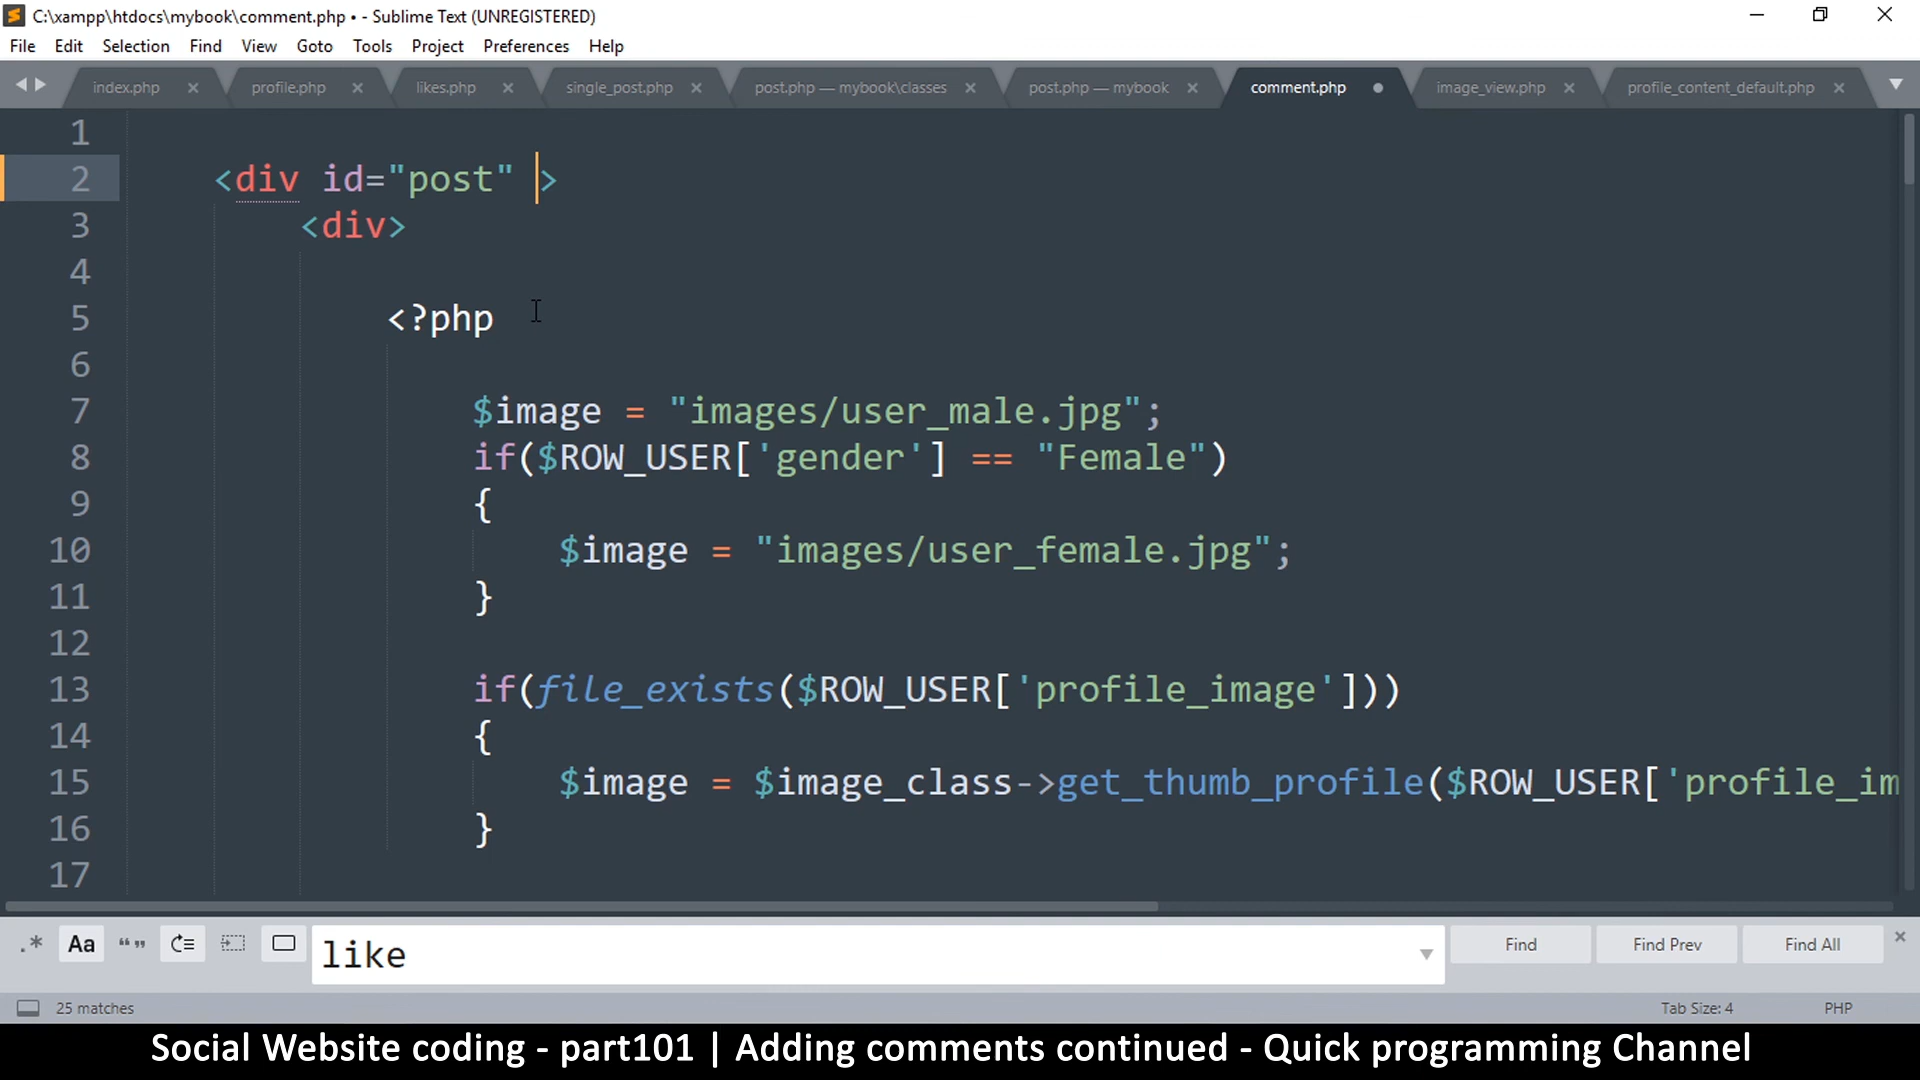 C:\xampp\htdocs\mybook\comment.php • - Sublime Text (UNREGISTERED)
File Edit Selection Find View Goto Tools Project Preferences Help
index.php × profile.php × likes.php × single_post.php × post.php — mybook\classes × post.php — mybook × comment.php image_view.php × profile_content_default.php ×
1
2 <div id="post" >
3 <div>
4
5 <?php
6
7 $image = "images/user_male.jpg";
8 if($ROW_USER['gender'] == "Female")
9 {
10 $image = "images/user_female.jpg";
11 }
12
13 if(file_exists($ROW_USER['profile_image']))
14 {
15 $image = $image_class->get_thumb_profile($ROW_USER['profile_im
16 }
17
.* Aa “” like Find Find Prev Find All ×
25 matches Tab Size: 4 PHP
Social Website coding - part101 | Adding comments continued - Quick programming Channel